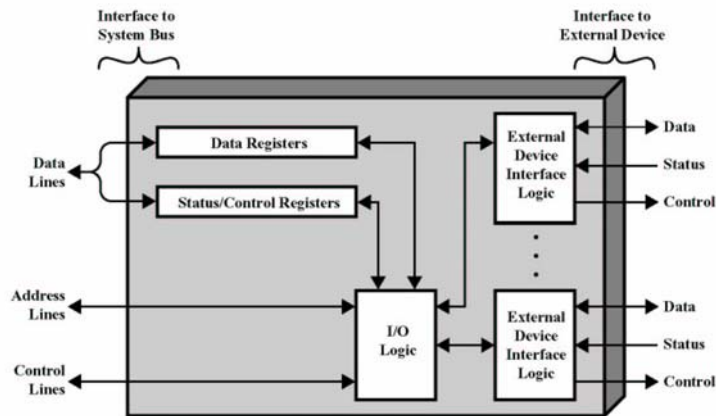 Interface to
System Bus
Interface to
External Device
Data Registers
Status/Control Registers
Data
Lines
Address
Lines
Control
Lines
I/O
Logic
External
Device
Interface
Logic
Data
Status
Control
External
Device
Interface
Logic
Data
Status
Control